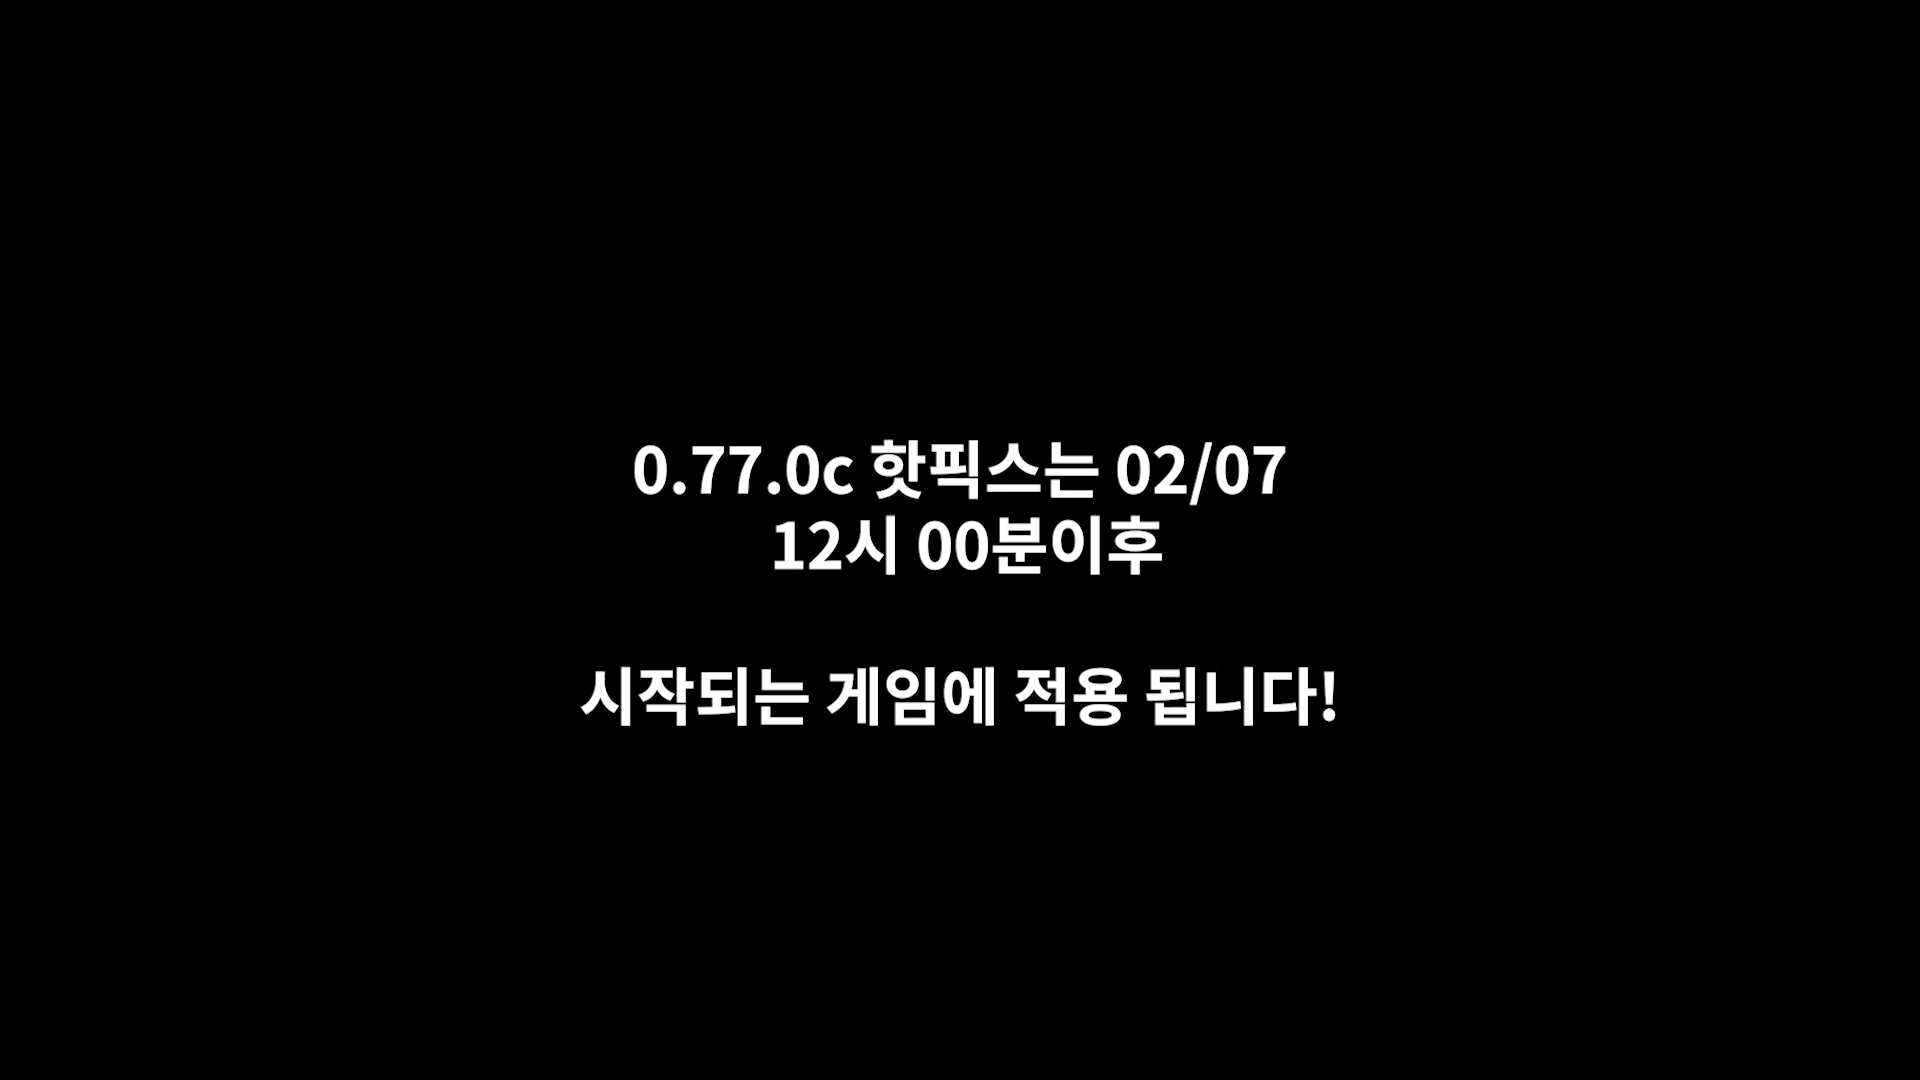 0.77.0c 핫픽스는 02/07
12시 00분이후
시작되는 게임에 적용 됩니다!